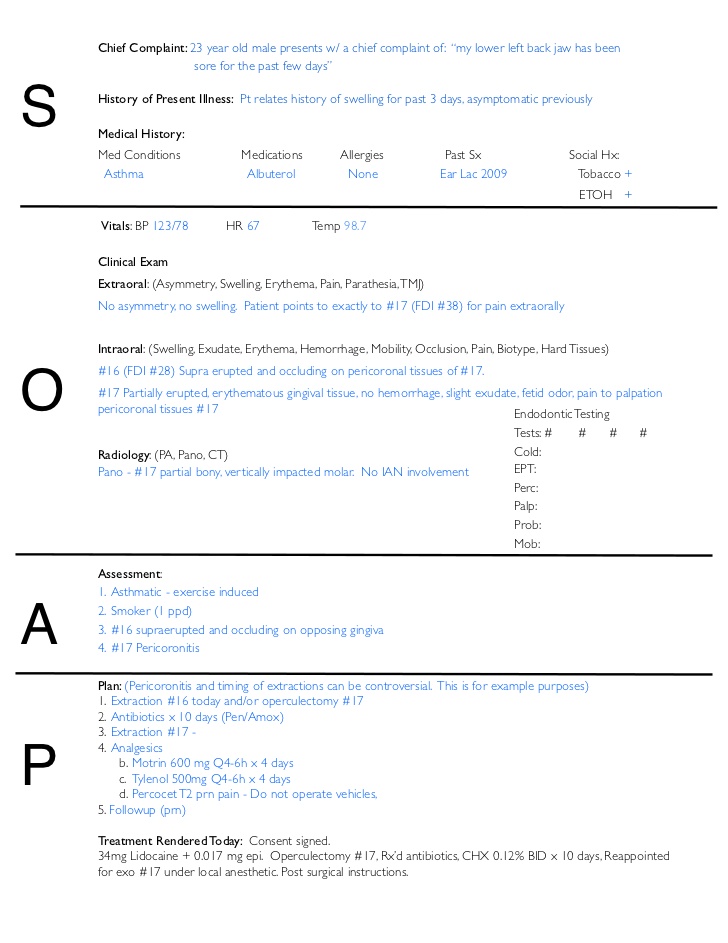 Chief Complaint: 23 year old male presents w/ a chief complaint of: “my lower left back jaw has been
sore for the past few days”
S
History of Present Illness: Pt relates history of swelling for past 3 days, asymptomatic previously
Medical History:
Med Conditions Medications Allergies Past Sx Social Hx:
Asthma Albuterol None Ear Lac 2009 Tobacco +
ETOH +
Vitals: BP 123/78 HR 67 Temp 98.7
Clinical Exam
Extraoral: (Asymmetry, Swelling, Erythema, Pain, Parathesia, TMJ)
No asymmetry, no swelling. Patient points to exactly to #17 (FDI #38) for pain extraorally
Intraoral: (Swelling, Exudate, Erythema, Hemorrhage, Mobility, Occlusion, Pain, Biotype, Hard Tissues)
#16 (FDI #28) Supra erupted and occluding on pericoronal tissues of #17.
O
#17 Partially erupted, erythematous gingival tissue, no hemorrhage, slight exudate, fetid odor, pain to palpation
pericoronal tissues #17
Endodontic Testing
Tests: # # # #
Cold:
EPT:
Perc:
Palp:
Prob:
Mob:
Radiology: (PA, Pano, CT)
Pano - #17 partial bony, vertically impacted molar. No IAN involvement
Assessment:
1. Asthmatic - exercise induced
2. Smoker (1 ppd)
A
3. #16 supraerupted and occluding on opposing gingiva
4. #17 Pericoronitis
Plan: (Pericoronitis and timing of extractions can be controversial. This is for example purposes)
1. Extraction #16 today and/or operculectomy #17
2. Antibiotics x 10 days (Pen/Amox)
3. Extraction #17 -
4. Analgesics
P
b. Motrin 600 mg Q4-6h x 4 days
c. Tylenol 500mg Q4-6h x 4 days
d. Percocet T2 prn pain - Do not operate vehicles,
5. Followup (prn)
Treatment Rendered Today: Consent signed.
34mg Lidocaine + 0.017 mg epi. Operculectomy #17, Rx'd antibiotics, CHX 0.12% BID x 10 days, Reappointed
for exo #17 under local anesthetic. Post surgical instructions.